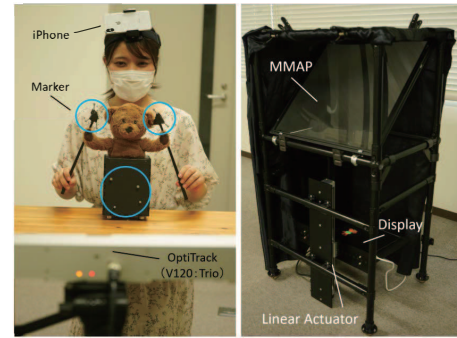 iPhone
Marker
OptiTrack
(V120:Trio)
MMAP
Display
Linear Actuator